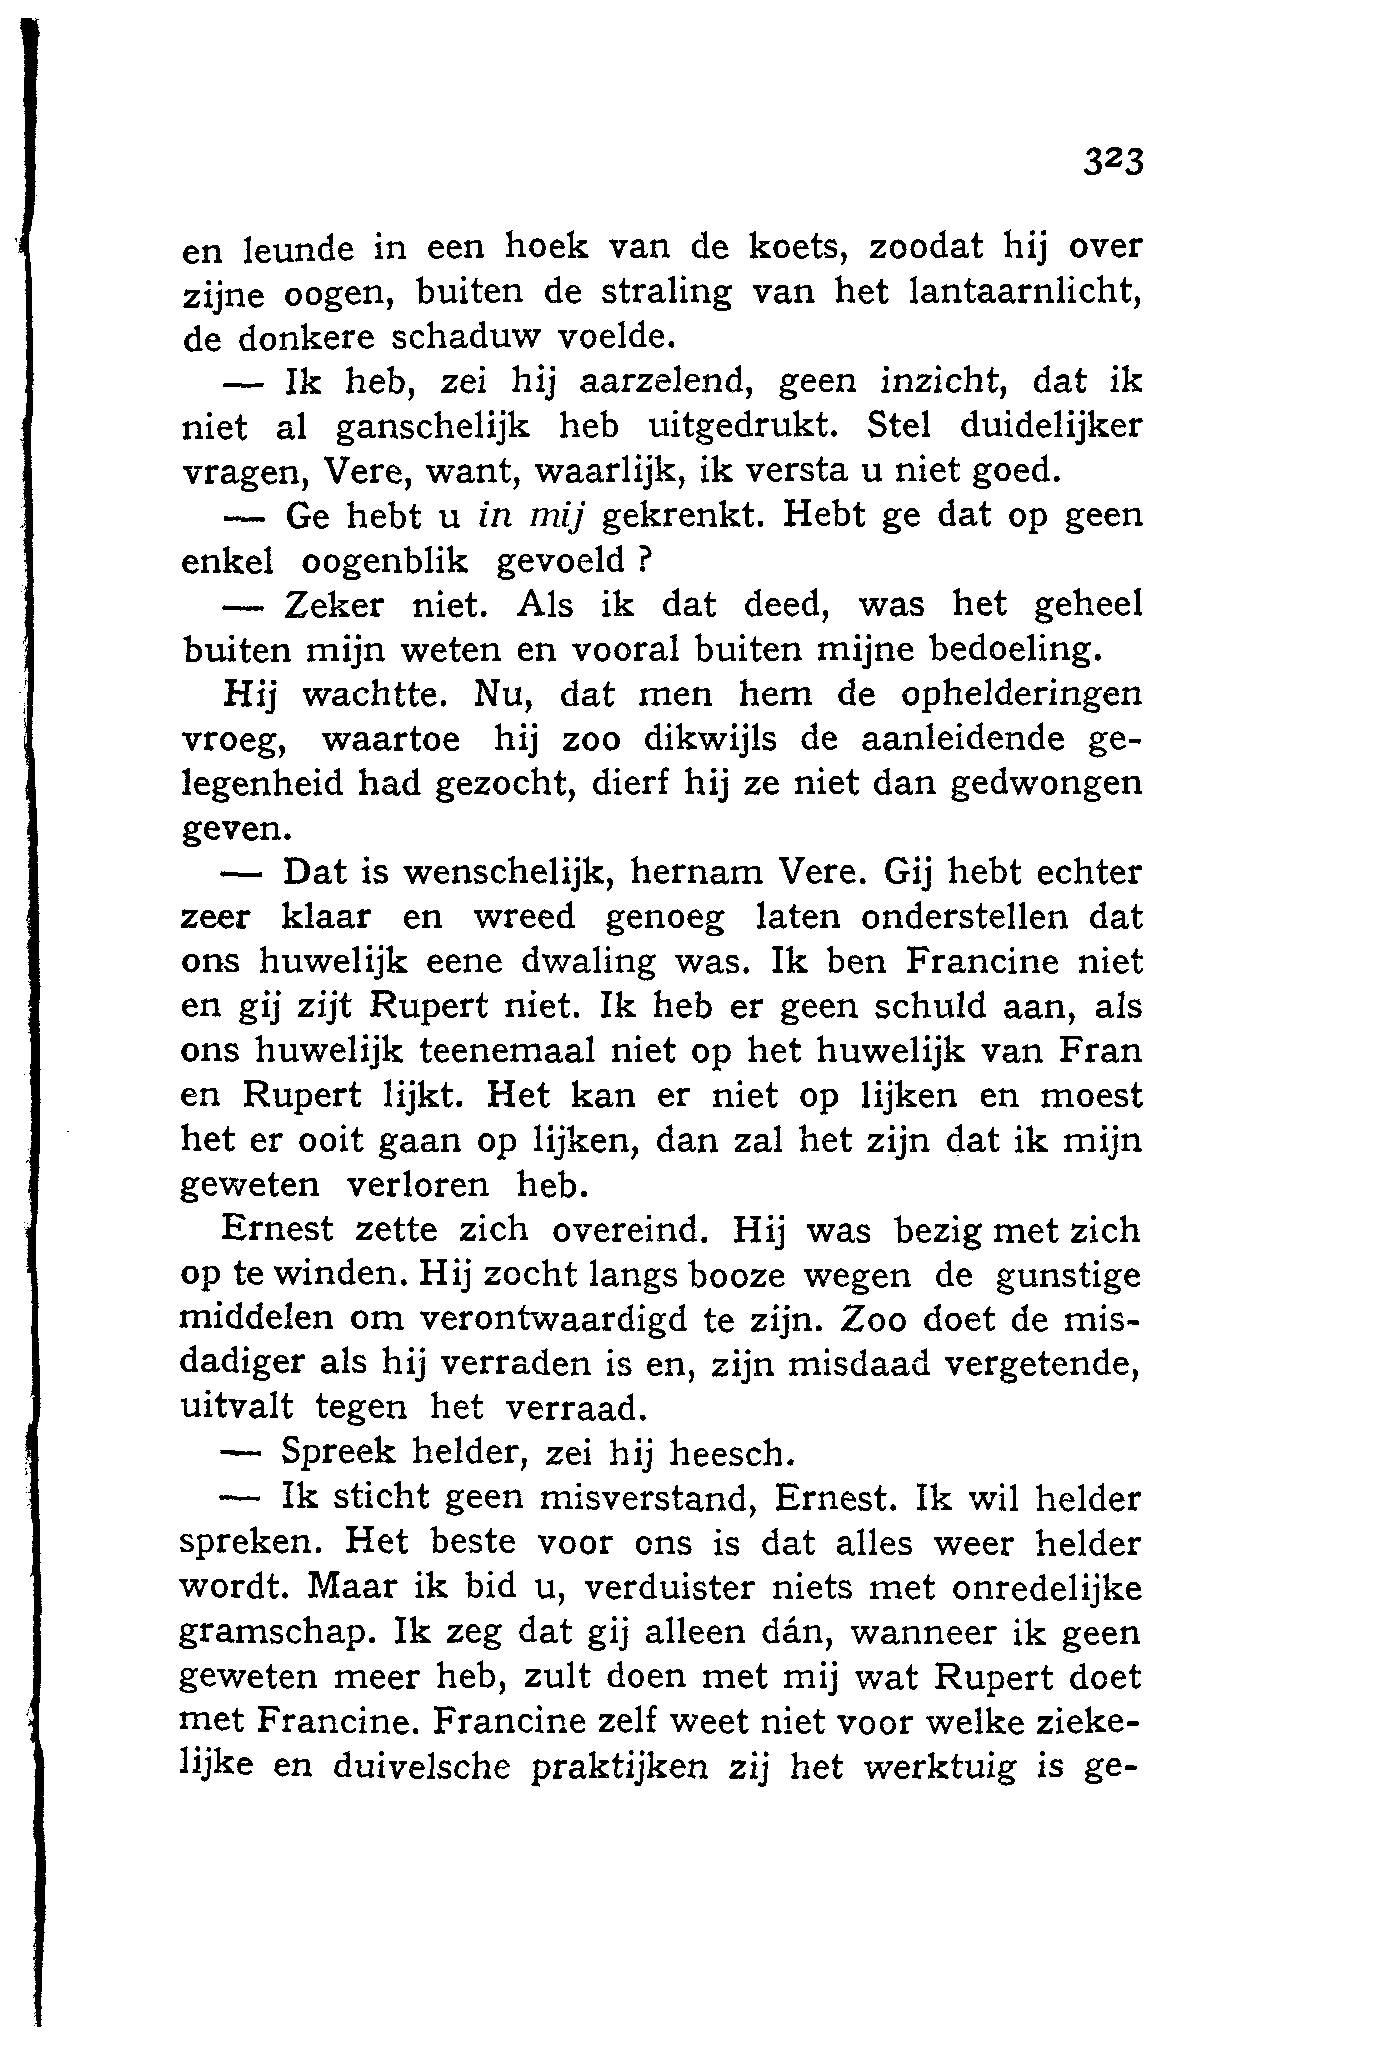 323
en leunde in een hoek van de koets, zoodat hij over
zijne oogen, buiten de straling van het lantaarnlicht,
de donkere schaduw voelde.
— Ik heb, zei hij aarzelend, geen inzicht, dat ik
niet al ganschelijk heb uitgedrukt. Stel duidelijker
vragen, Vere, want, waarlijk, ik versta u niet goed.
— Ge hebt u in mij gekrenkt. Hebt ge dat op geen
enkel oogenblik gevoeld ?
— Zeker niet. Als ik dat deed, was het geheel
buiten mijn weten en vooral buiten mijne bedoeling.
Hij wachtte. Nu, dat men hem de ophelderingen
vroeg, waartoe hij zoo dikwijls de aanleidende ge-
legenheid had gezocht, dierf hij ze niet dan gedwongen
geven.
— Dat is wenschelijk, hernam Vere. Gij hebt echter
zeer klaar en wreed genoeg laten onderstellen dat
ons huwelijk eene dwaling was. Ik ben Francine niet
en gij zijt Rupert niet. Ik heb er geen schuld aan, als
ons huwelijk teenemaal niet op het huwelijk van Fran
en Rupert lijkt. Het kan er niet op lijken en moest
het er ooit gaan op lijken, dan zal het zijn dat ik mijn
geweten verloren heb.
Ernest zette zich overeind. Hij was bezig met zich
op te winden. Hij zocht langs booze wegen de gunstige
middelen om verontwaardigd te zijn. Zoo doet de mis-
dadiger als hij verraden is en, zijn misdaad vergetende,
uitvalt tegen het verraad.
— Spreek helder, zei hij heesch.
— Ik sticht geen misverstand, Ernest. Ik wil helder
spreken. Het beste voor ons is dat alles weer helder
wordt. Maar ik bid u, verduister niets met onredelijke
gramschap. Ik zeg dat gij alleen dán, wanneer ik geen
geweten meer heb, zult doen met mij wat Rupert doet
met Francine. Francine zelf weet niet voor welke zieke-
lijke en duivelsche praktijken zij het werktuig is ge-